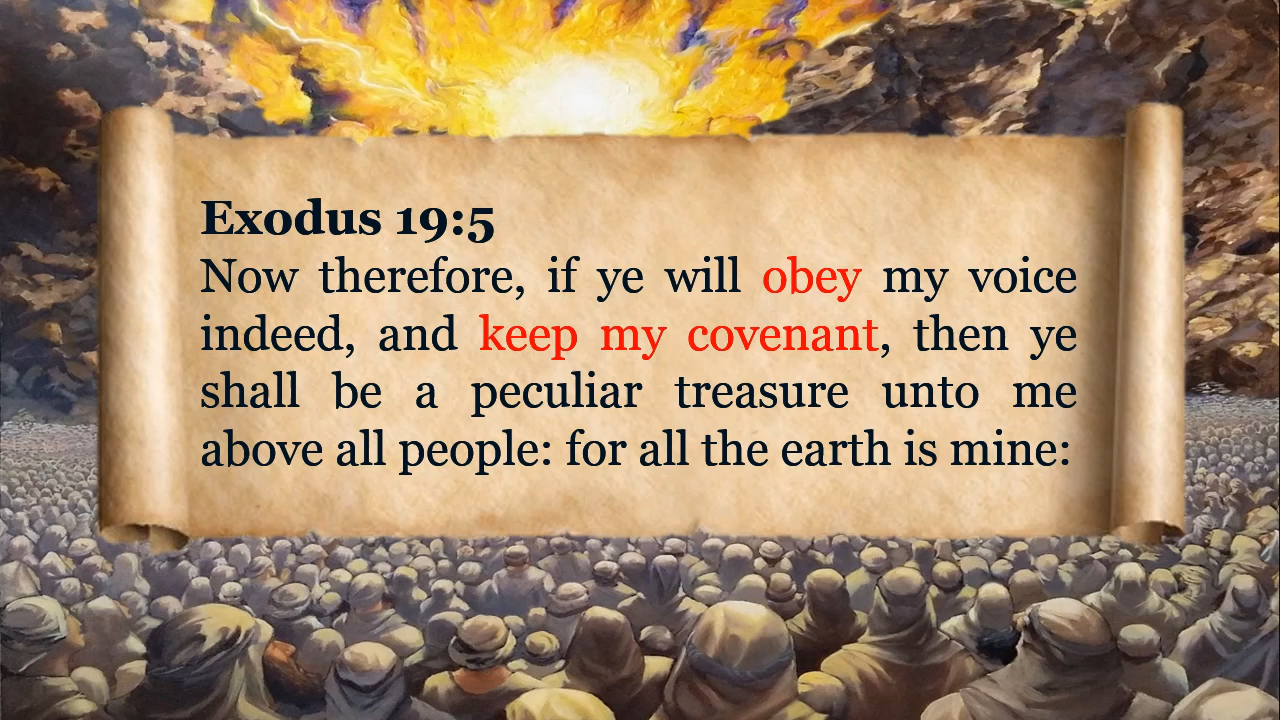 Exodus 19:5
Now therefore, if ye will obey my voice
indeed, and keep my covenant, then ye
shall be a peculiar treasure unto me
above all people: for all the earth is mine: